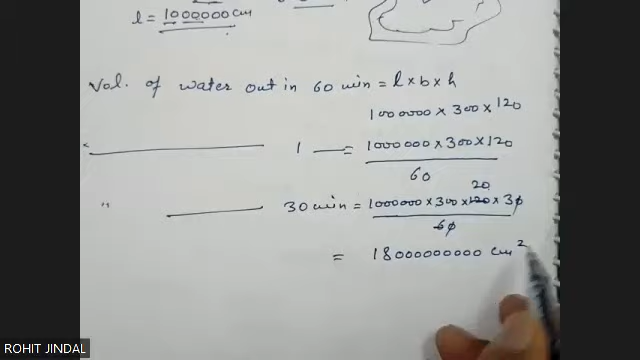 l = 1000000 cm
Vol. of water out in 60 min = l × b × h
1000000 × 300 × 120
" 1 = 1000000 × 300 × 120
60
20
" 30 min = 1000000 × 300 × 120 × 30
60
= 18000000000 cm²
ROHIT JINDAL